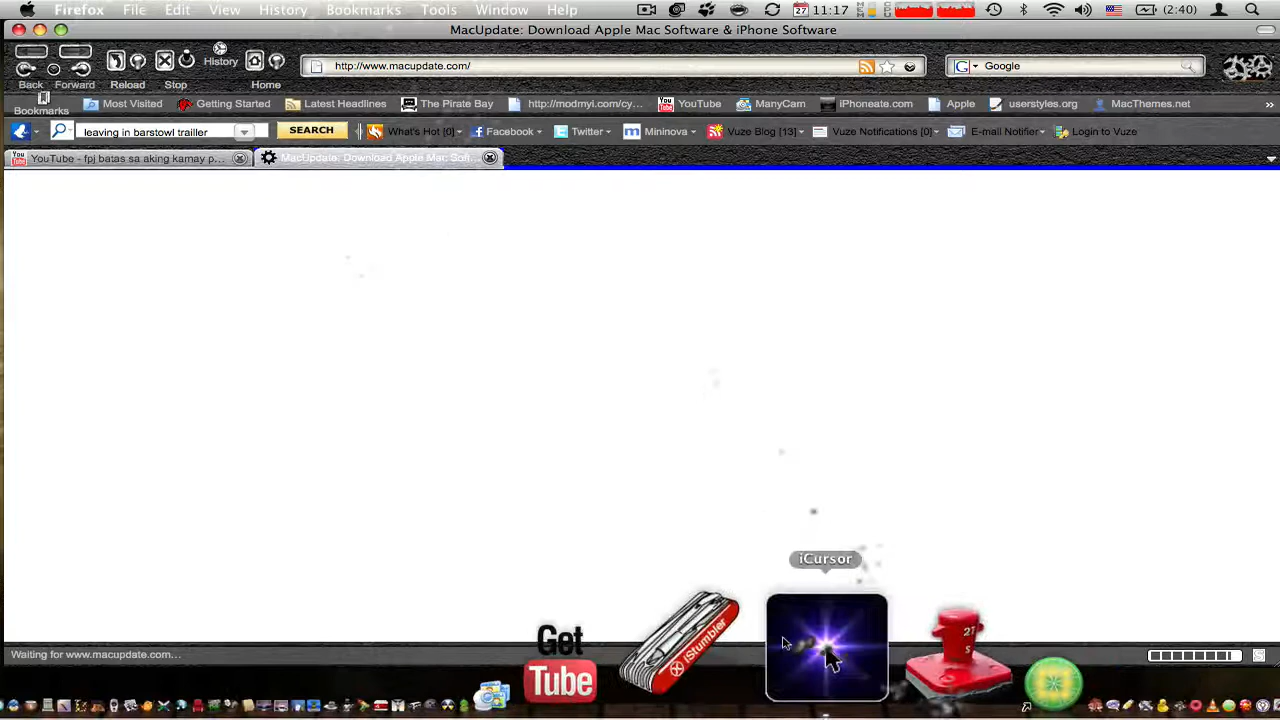 Firefox File Edit View History Bookmarks Tools Window Help 27 11:17 (2:40)
MacUpdate: Download Apple Mac Software & iPhone Software
Back Forward Reload Stop History Home http://www.macupdate.com/ Google
Bookmarks Most Visited Getting Started Latest Headlines The Pirate Bay http://modmyi.com/cy... YouTube ManyCam iPhoneate.com Apple userstyles.org MacThemes.net »
leaving in barstowl trailler SEARCH What's Hot [0] Facebook Twitter Mininova Vuze Blog [13] Vuze Notifications [0] E-mail Notifier Login to Vuze
YouTube - fpj batas sa aking kamay p... MacUpdate: Download Apple Mac Soft...
iCursor
Get
Tube
iStumbler
27
S
Waiting for www.macupdate.com...